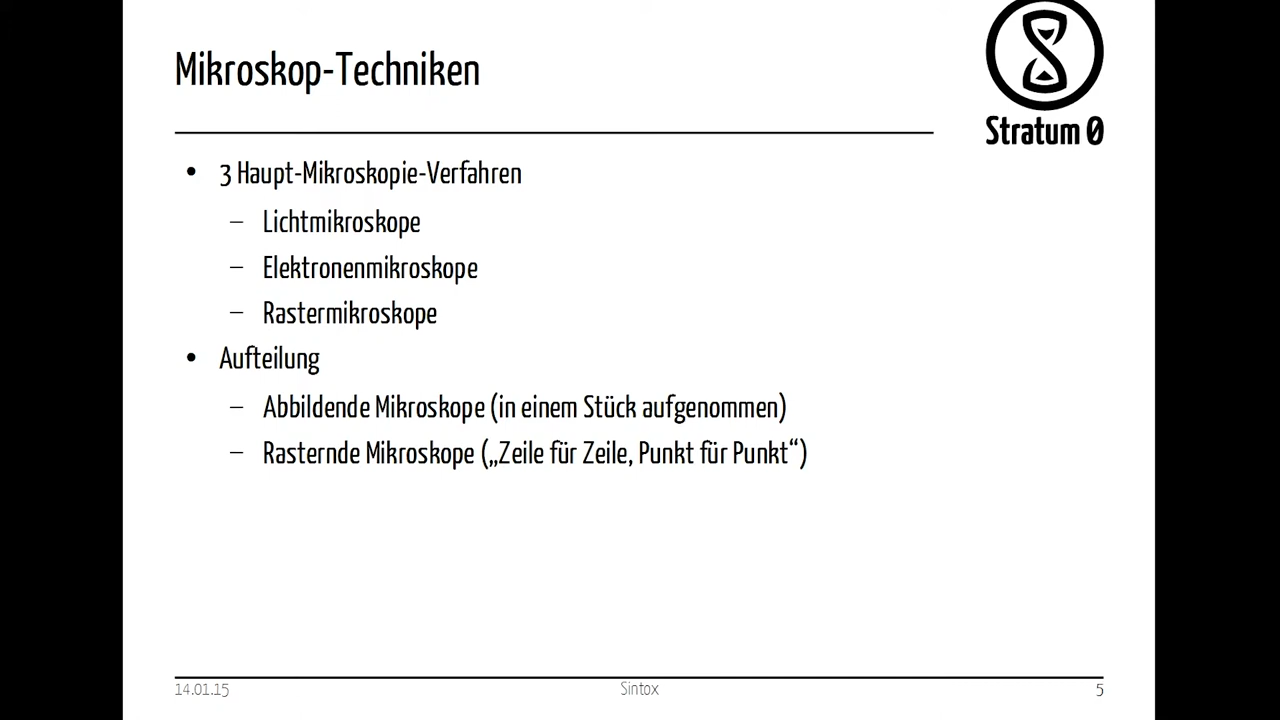 Mikroskop-Techniken
Stratum 0
• 3 Haupt-Mikroskopie-Verfahren
– Lichtmikroskope
– Elektronenmikroskope
– Rastermikroskope
• Aufteilung
– Abbildende Mikroskope (in einem Stück aufgenommen)
– Rasternde Mikroskope („Zeile für Zeile, Punkt für Punkt“)
14.01.15
Sintox
5